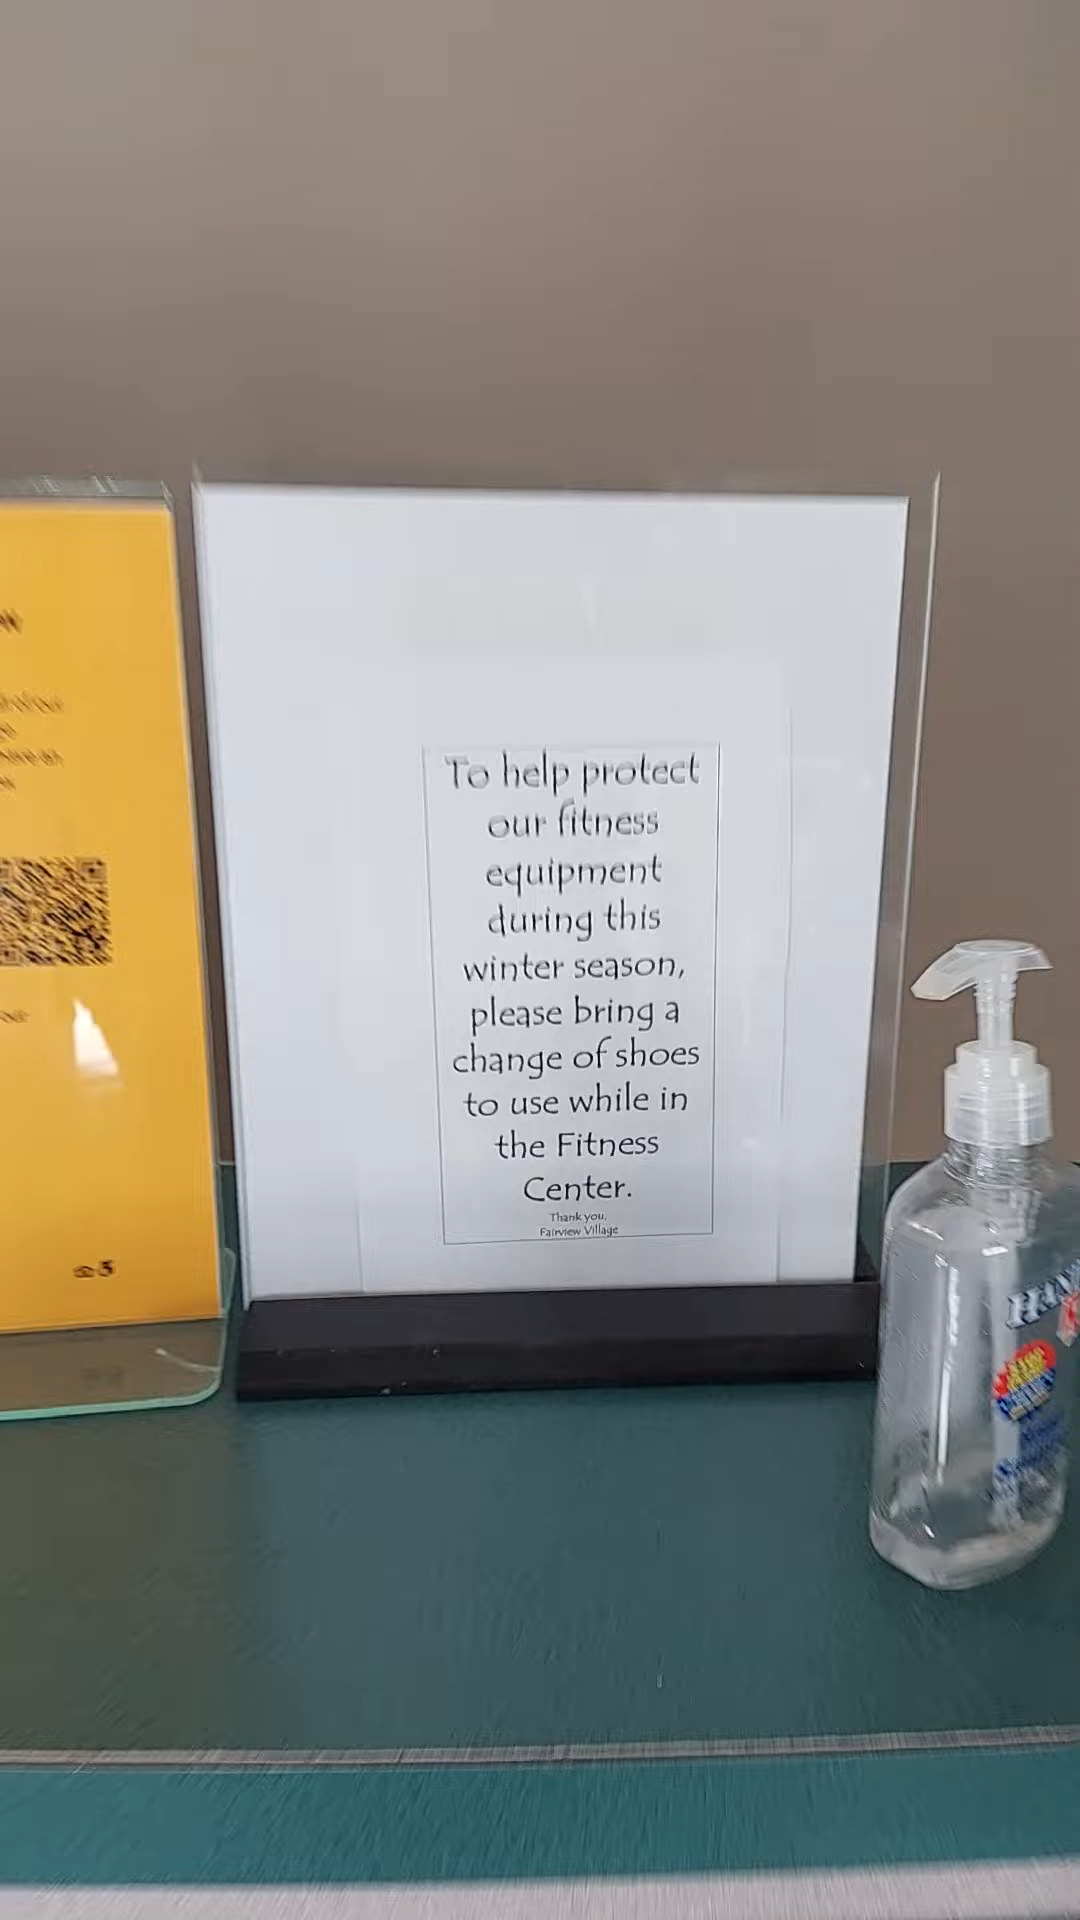 To help protect
our fitness
equipment
during this
winter season,
please bring a
change of shoes
to use while in
the Fitness
Center.
Thank you,
Fairview Village